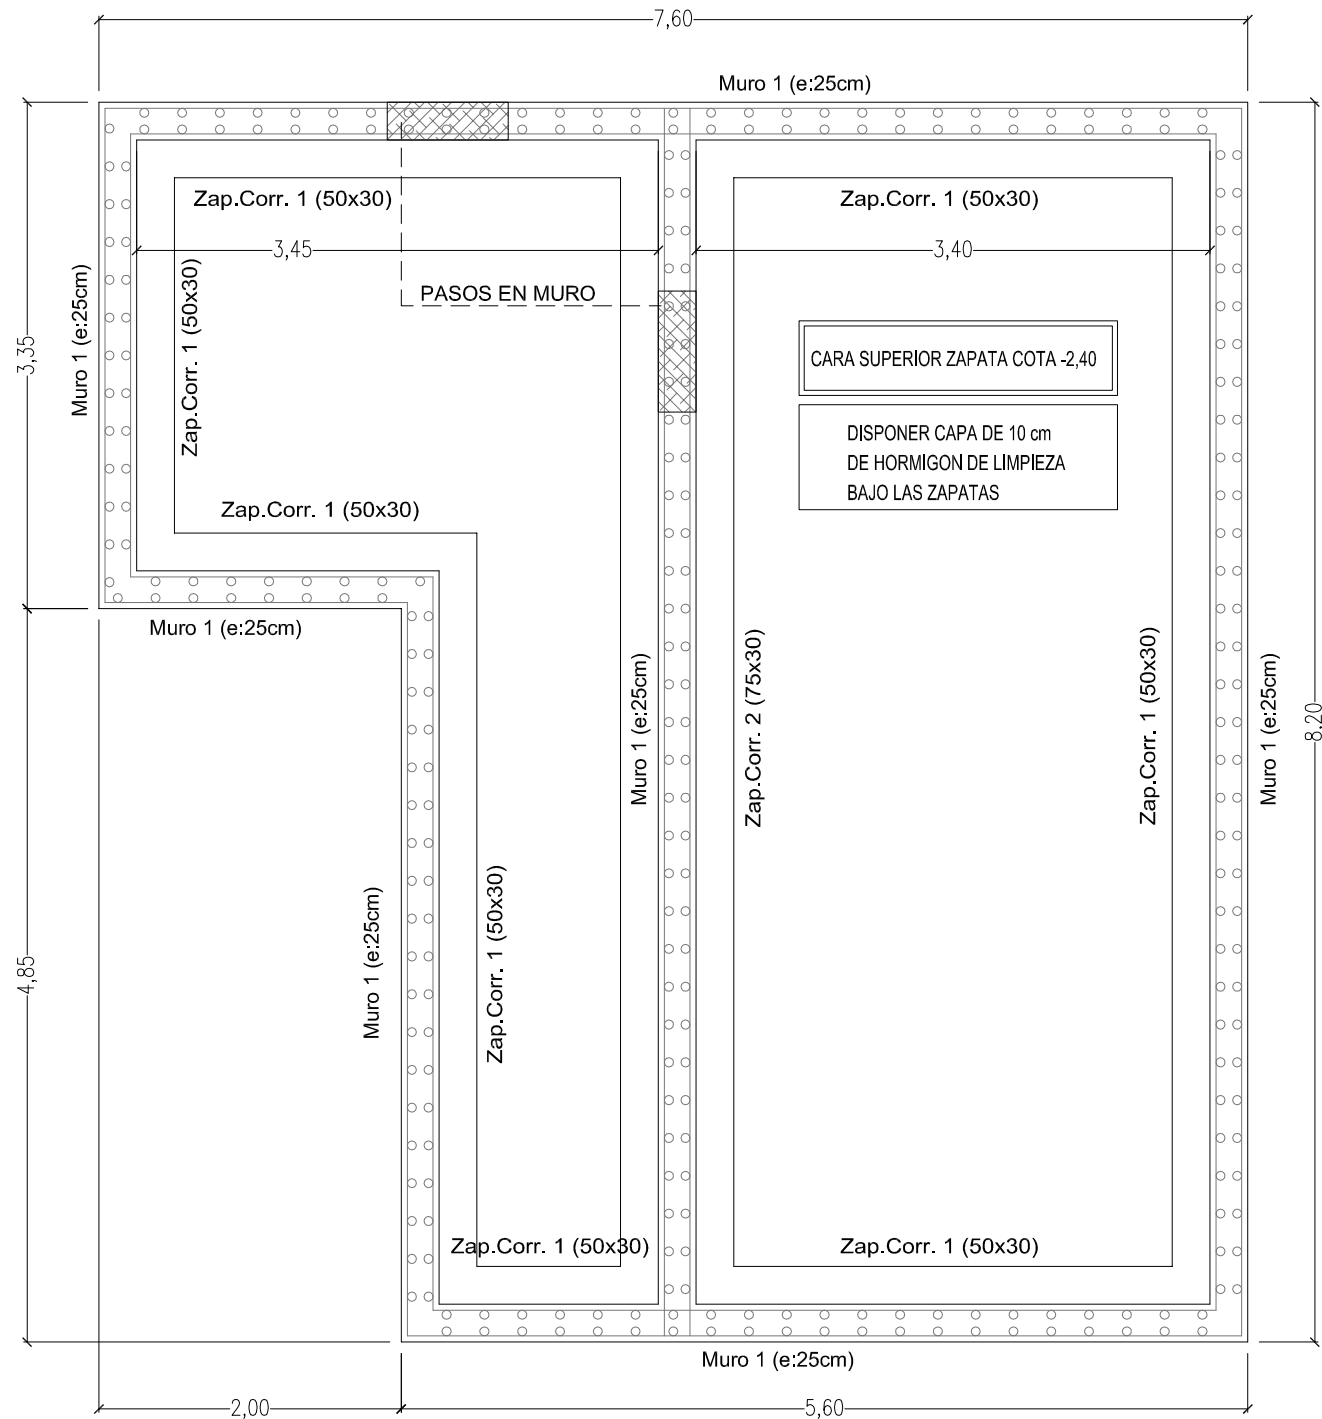 7,60
Muro 1 (e:25cm)
Zap.Corr. 1 (50x30)
Zap.Corr. 1 (50x30)
3,45
3,40
Muro 1 (e:25cm)
Zap.Corr. 1 (50x30)
PASOS EN MURO
3,35
CARA SUPERIOR ZAPATA COTA -2,40
DISPONER CAPA DE 10 cm
DE HORMIGON DE LIMPIEZA
BAJO LAS ZAPATAS
Zap.Corr. 1 (50x30)
Muro 1 (e:25cm)
Muro 1 (e:25cm)
Zap.Corr. 2 (75x30)
Zap.Corr. 1 (50x30)
Muro 1 (e:25cm)
8.20
4,85
Muro 1 (e:25cm)
Zap.Corr. 1 (50x30)
Zap.Corr. 1 (50x30)
Zap.Corr. 1 (50x30)
Muro 1 (e:25cm)
2,00
5,60